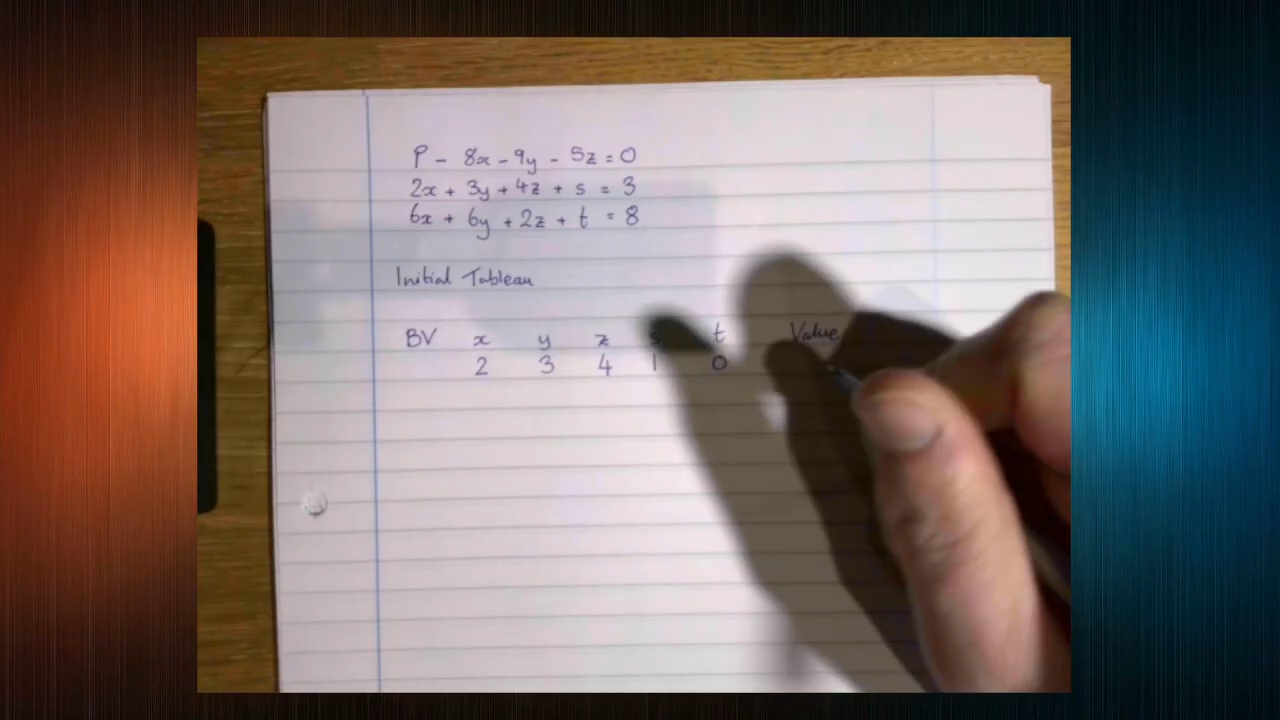 P - 8x - 9y - 5z = 0
2x + 3y + 4z + s = 3
6x + 6y + 2z + t = 8
Initial Tableau
BV x y z s t Value
2 3 4 1 0